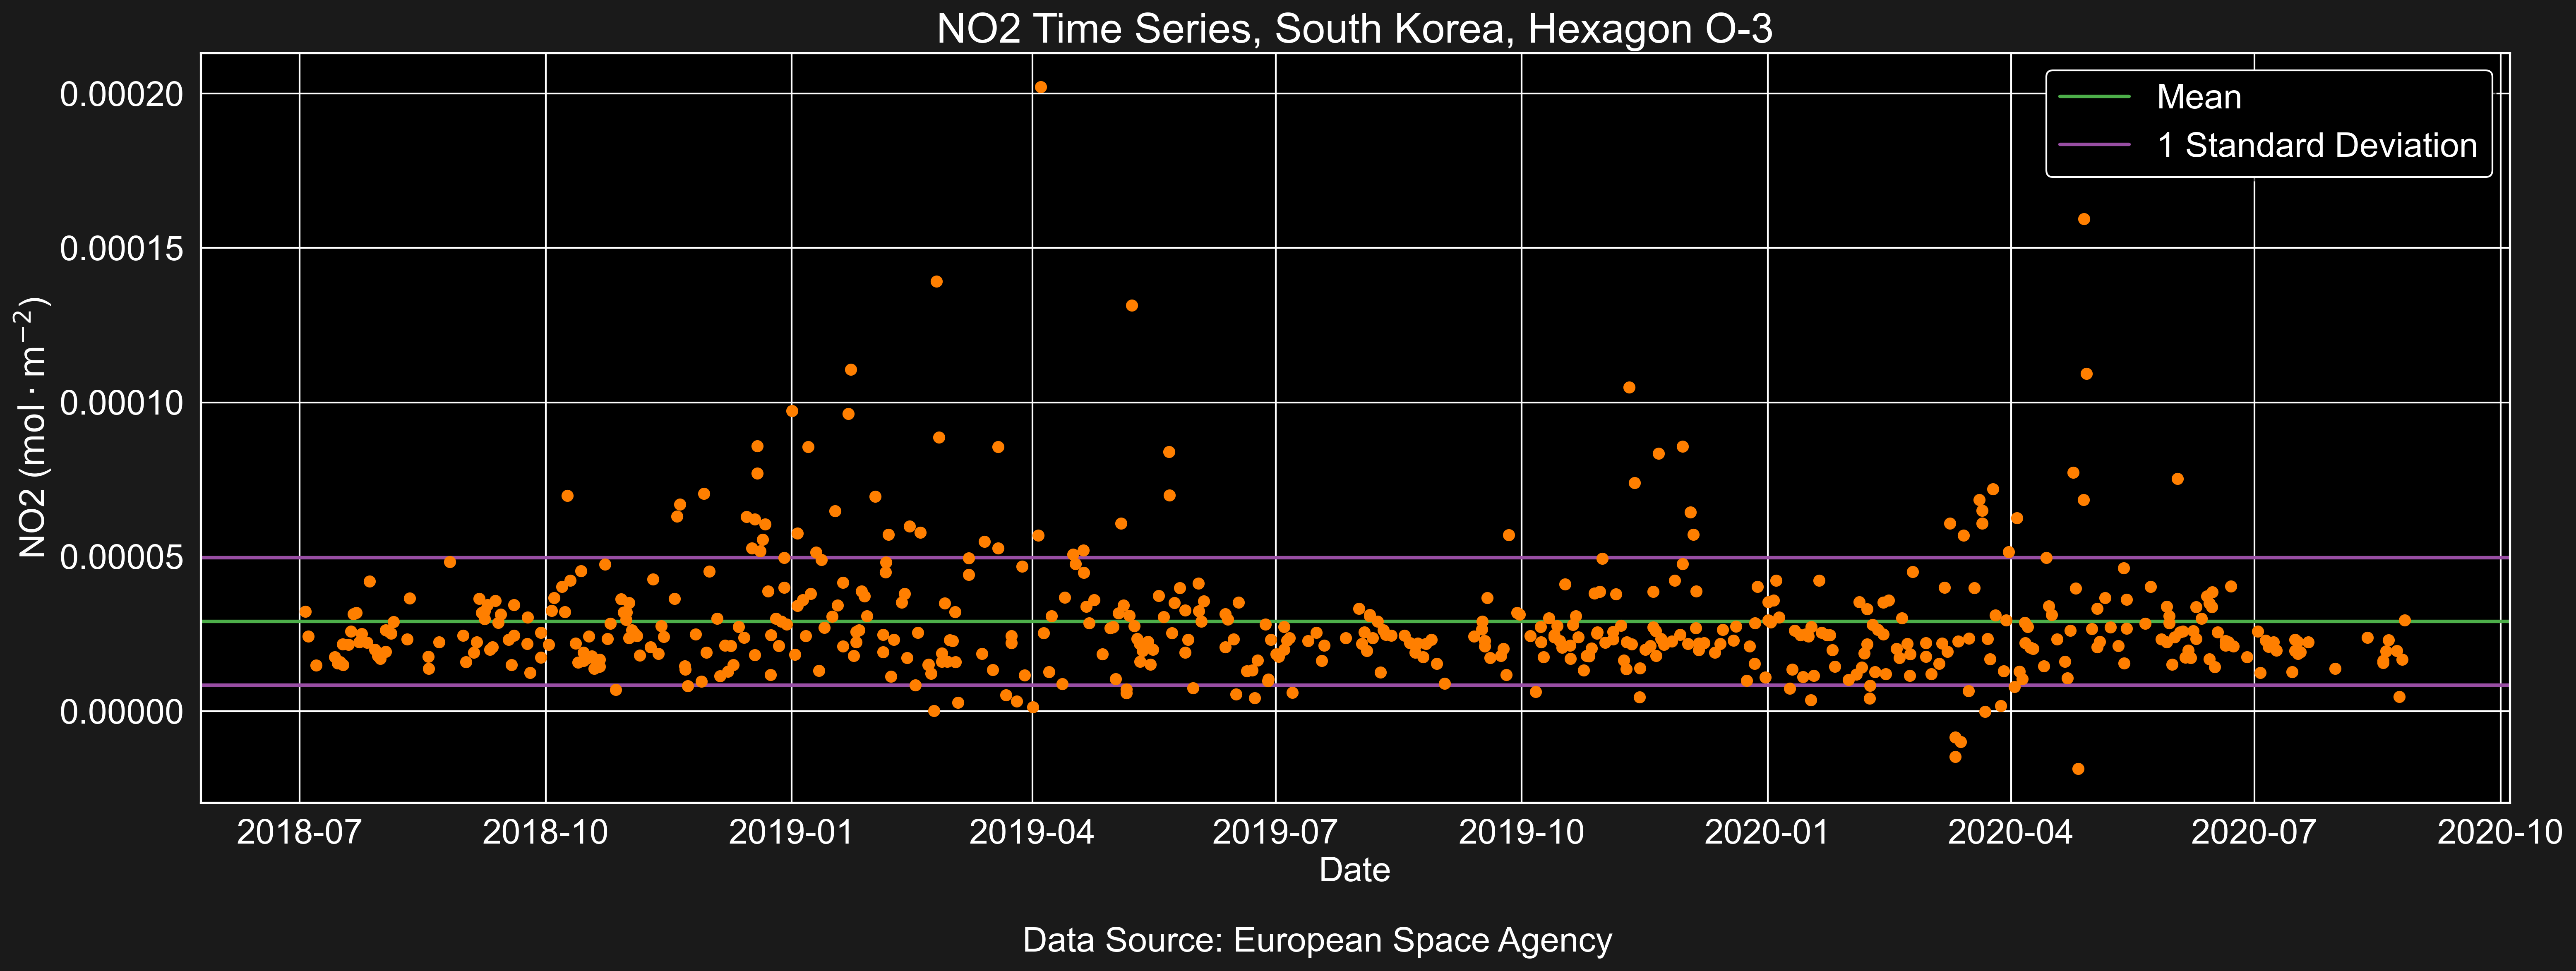 NO2 Time Series, South Korea, Hexagon O-3
Mean
1 Standard Deviation
NO2 (mol · m⁻²)
0.00020
0.00015
0.00010
0.00005
0.00000
2018-07 2018-10 2019-01 2019-04 2019-07 2019-10 2020-01 2020-04 2020-07 2020-10
Date
Data Source: European Space Agency